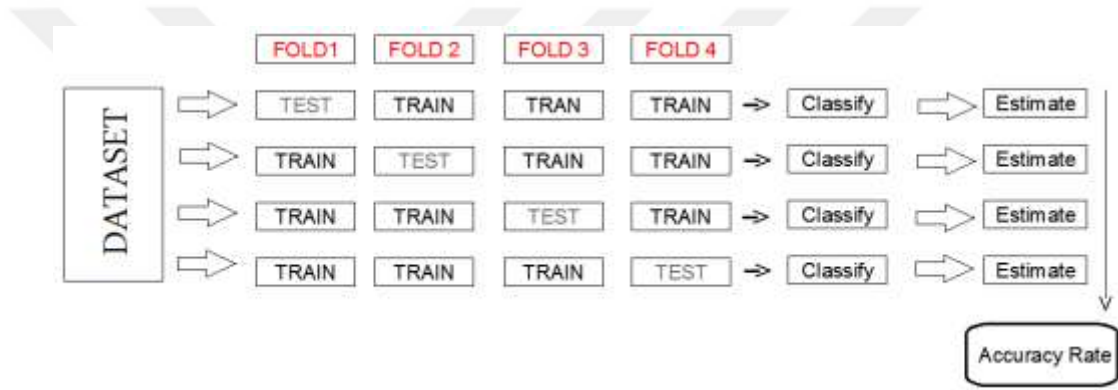 FOLD1 FOLD 2 FOLD 3 FOLD 4
DATASET
TEST TRAIN TRAN TRAIN Classify Estimate
TRAIN TEST TRAIN TRAIN Classify Estimate
TRAIN TRAIN TEST TRAIN Classify Estimate
TRAIN TRAIN TRAIN TEST Classify Estimate
Accuracy Rate